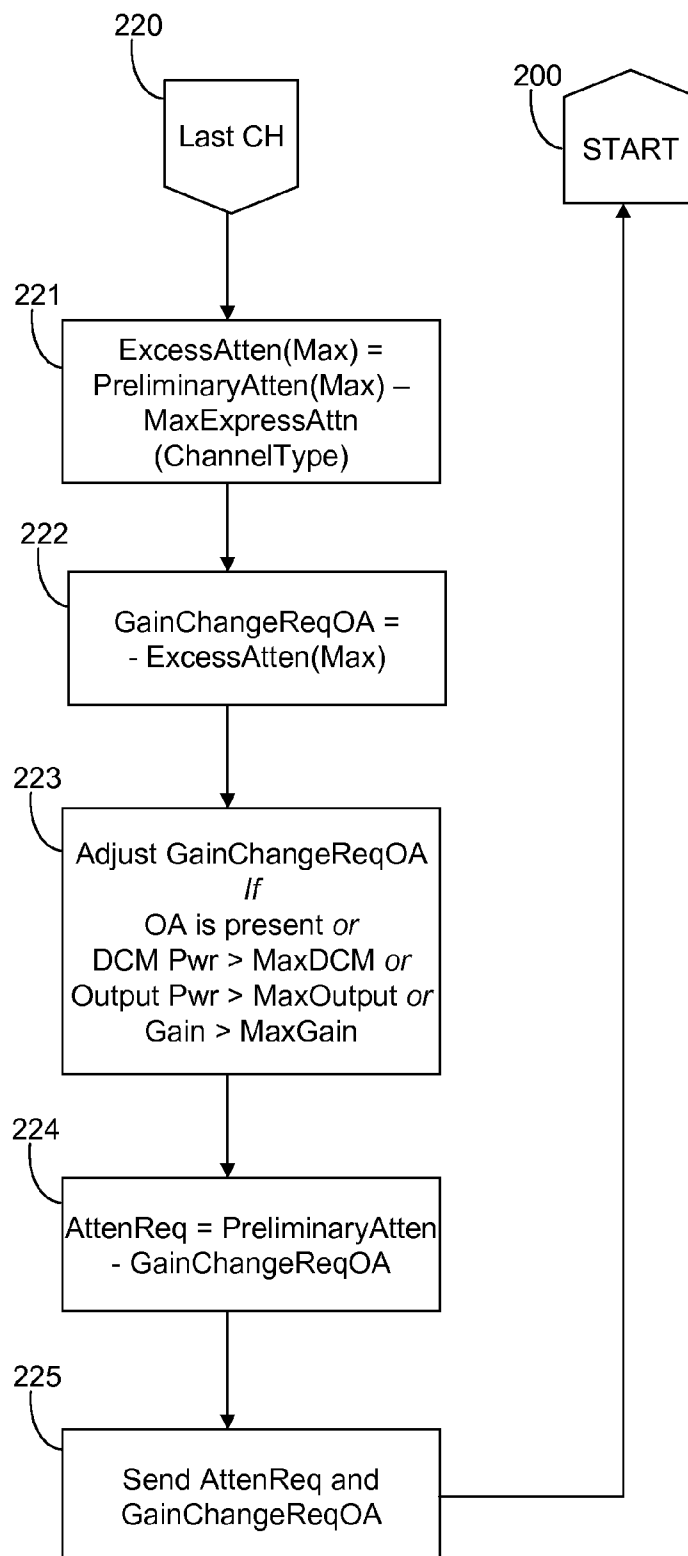 220
Last CH
200
START
221
ExcessAtten(Max) =
PreliminaryAtten(Max) –
MaxExpressAttn
(ChannelType)
222
GainChangeReqOA =
- ExcessAtten(Max)
223
Adjust GainChangeReqOA
If
OA is present or
DCM Pwr > MaxDCM or
Output Pwr > MaxOutput or
Gain > MaxGain
224
AttenReq = PreliminaryAtten
- GainChangeReqOA
225
Send AttenReq and
GainChangeReqOA